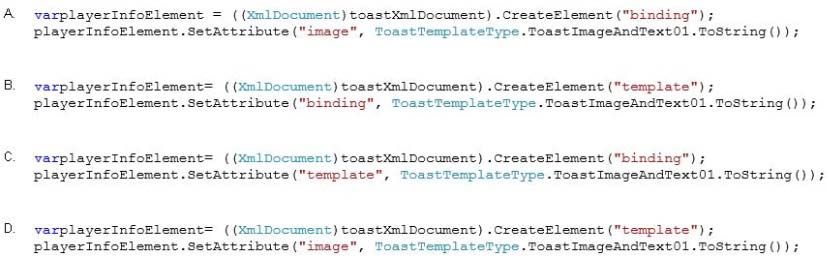 A. varplayerInfoElement = ((XmlDocument)toastXmlDocument).CreateElement("binding");
playerInfoElement.SetAttribute("image", ToastTemplateType.ToastImageAndText01.ToString());
B. varplayerInfoElement= ((XmlDocument)toastXmlDocument).CreateElement("template");
playerInfoElement.SetAttribute("binding", ToastTemplateType.ToastImageAndText01.ToString());
C. varplayerInfoElement= ((XmlDocument)toastXmlDocument).CreateElement("binding");
playerInfoElement.SetAttribute("template", ToastTemplateType.ToastImageAndText01.ToString());
D. varplayerInfoElement= ((XmlDocument)toastXmlDocument).CreateElement("template");
playerInfoElement.SetAttribute("image", ToastTemplateType.ToastImageAndText01.ToString());